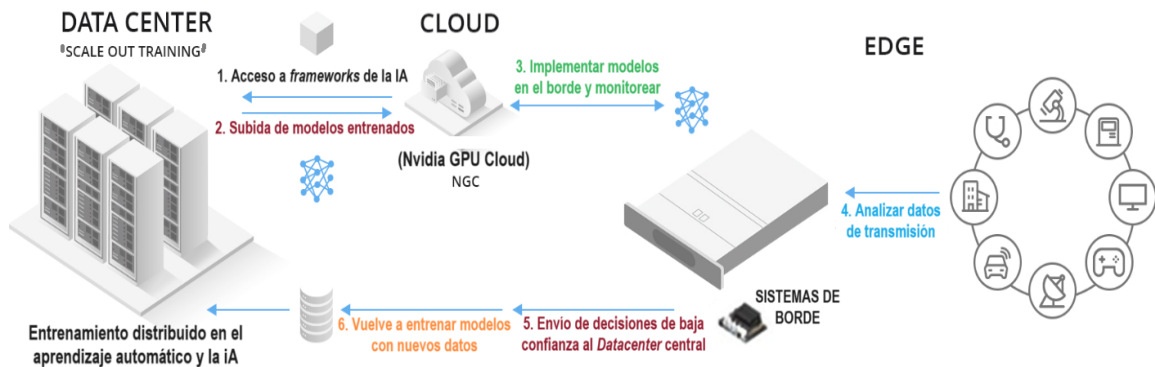 DATA CENTER
"SCALE OUT TRAINING"
CLOUD
EDGE
1. Acceso a frameworks de la IA
2. Subida de modelos entrenados
3. Implementar modelos
en el borde y monitorear
(Nvidia GPU Cloud)
NGC
4. Analizar datos
de transmisión
SISTEMAS DE
BORDE
5. Envío de decisiones de baja
confianza al Datacenter central
6. Vuelve a entrenar modelos
con nuevos datos
Entrenamiento distribuido en el
aprendizaje automático y la iA